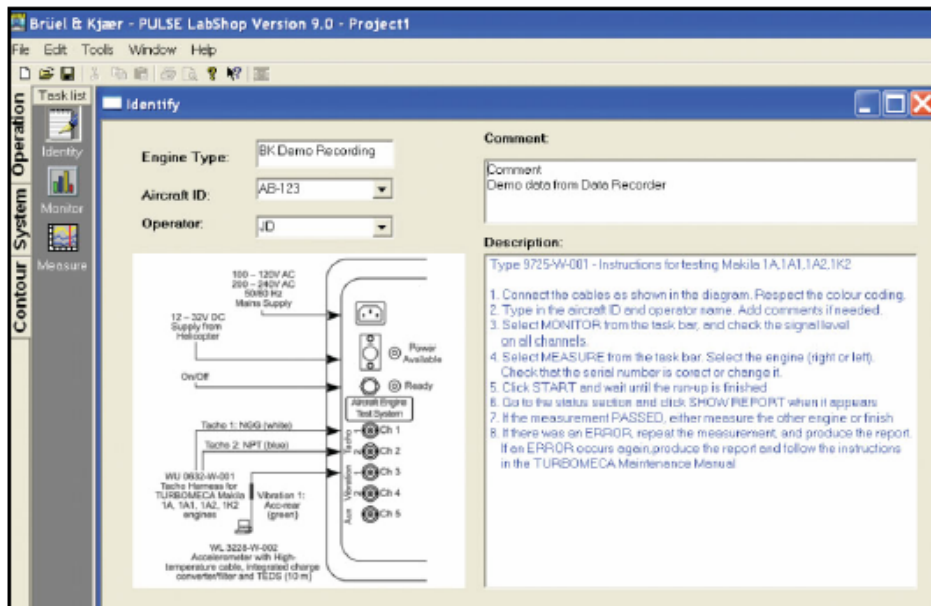 Brüel & Kjær - PULSE LabShop Version 9.0 - Project1
File Edit Tools Window Help
Task list
Identity
Monitor
Measure
Operation
System
Contour
Identify
Engine Type:
BK Demo Recording
Aircraft ID:
AB-123
Operator:
JD
Comment:
Comment
Demo data from Data Recorder
Description:
Type 9725-W-001 - Instructions for testing Makila 1A,1A1,1A2,1K2
1. Connect the cables as shown in the diagram. Respect the colour coding.
2. Type in the aircraft ID and operator name. Add comments if needed.
3. Select MONITOR from the task bar, and check the signal level
on all channels.
4. Select MEASURE from the task bar. Select the engine (right or left).
Check that the serial number is corect or change it.
5. Click START and wait until the run-up is finished
6. Go to the status section and click SHOW REPORT when it appears
7. If the measurement PASSED, either measure the other engine or finish
8. If there was an ERROR, repeat the measurement, and produce the report.
If an ERROR occurs again,produce the report and follow the instructions
in the TURBOMECA Maintenance Manual
100 – 120V AC
200 – 240V AC
50/60 Hz
Mains Supply
12 – 32V DC
Supply from
Helicopter
Power
Available
On/Off
Ready
Aircraft Engine
Test System
Tacho 1: NGG (white)
Tacho 2: NPT (blue)
Tacho
1
2
Ch 1
Ch 2
Vibration
1
2
Ch 3
Ch 4
Aux
Ch 5
WU 0632-W-001
Tacho Harness for
TURBOMECA Makila
1A, 1A1, 1A2, 1K2
engines
Vibration 1:
Acc-rear
(green)
WL 3228-W-002
Accelerometer with High-
temperature cable, integrated charge
converter/filter and TEDS (10 m)